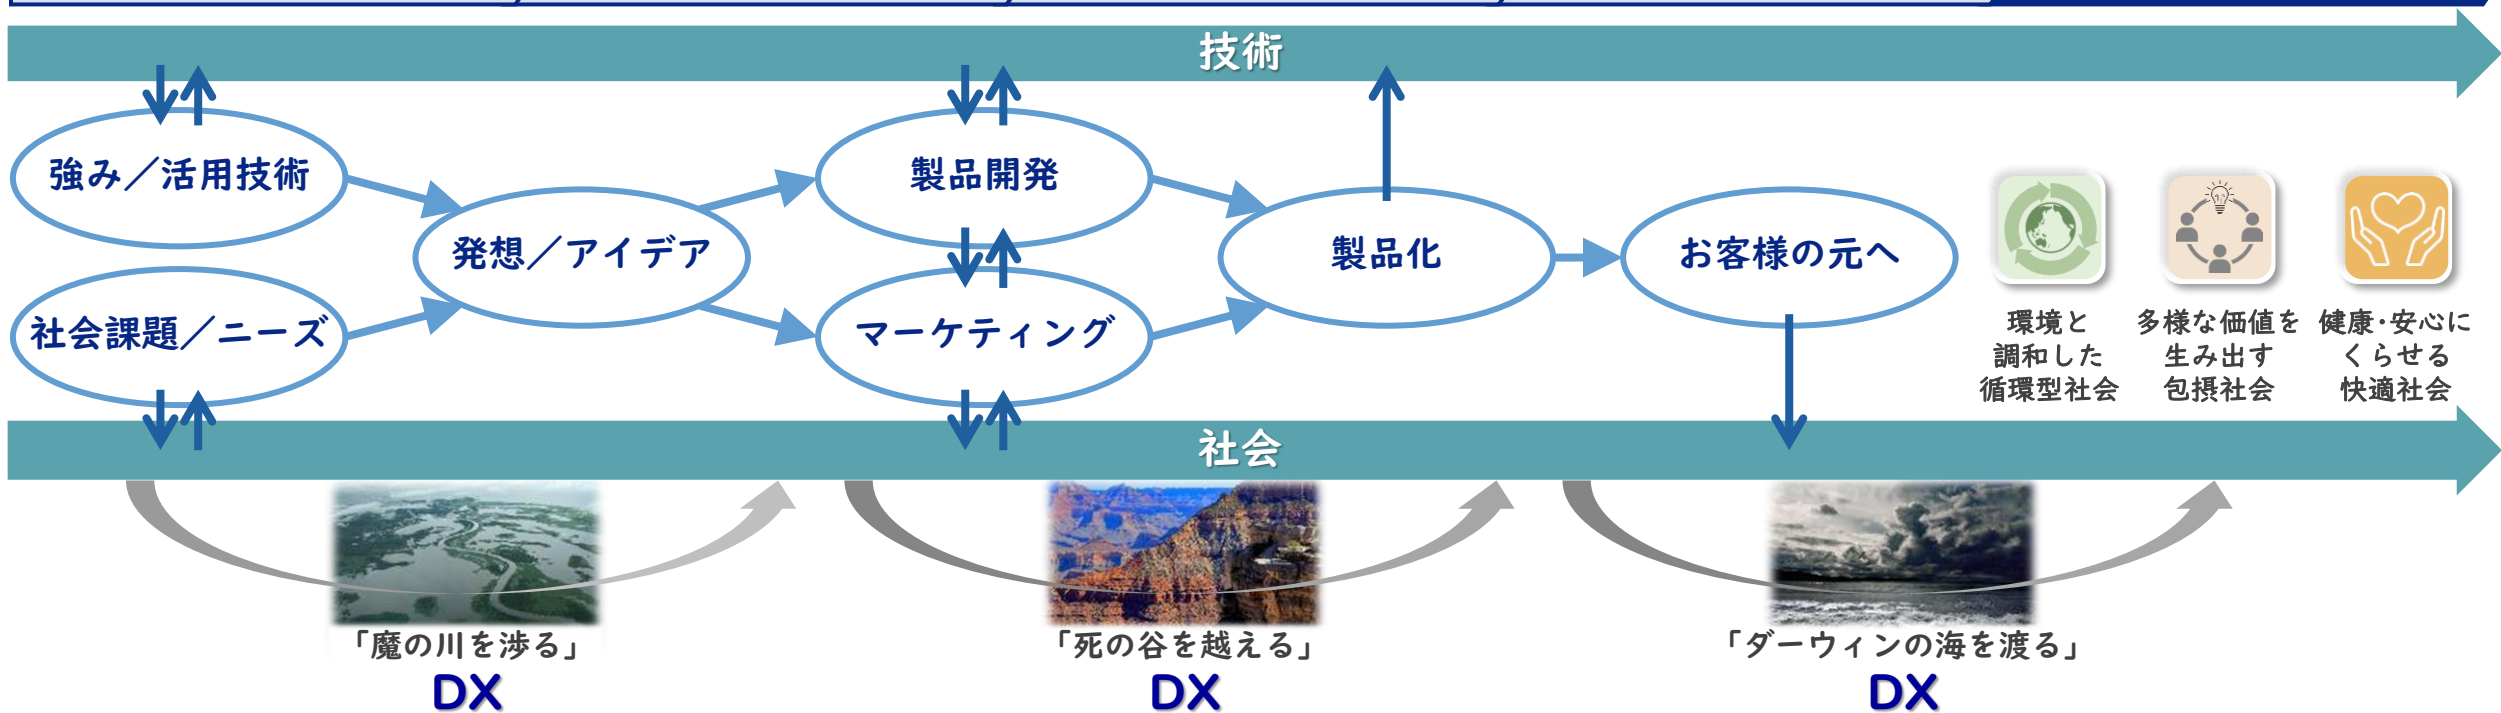 技術
強み／活用技術
社会課題／ニーズ
発想／アイデア
製品開発
マーケティング
製品化
お客様の元へ
環境と
調和した
循環型社会
多様な価値を
生み出す
包摂社会
健康・安心に
くらせる
快適社会
社会
「魔の川を渉る」
DX
「死の谷を越える」
DX
「ダーウィンの海を渡る」
DX